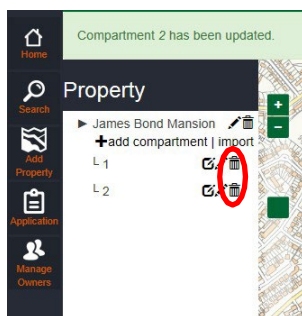 Compartment 2 has been updated.
Home
Search
Add
Property
Application
Manage
Owners
Property
► James Bond Mansion
+add compartment | import
└ 1
└ 2
+
−